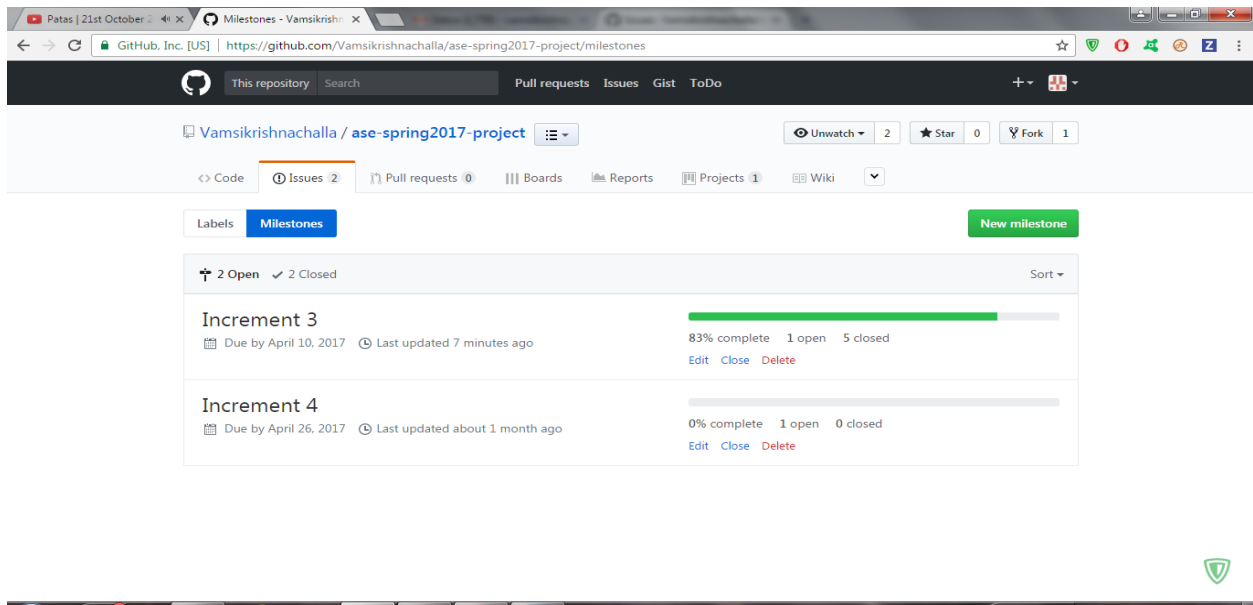 Patas | 21st October 2
Milestones - Vamsikrishn
GitHub, Inc. [US] | https://github.com/Vamsikrishnachalla/ase-spring2017-project/milestones
This repository Search Pull requests Issues Gist ToDo
Vamsikrishnachalla / ase-spring2017-project Unwatch 2 Star 0 Fork 1
<> Code Issues 2 Pull requests 0 Boards Reports Projects 1 Wiki
Labels Milestones New milestone
2 Open 2 Closed Sort
Increment 3
Due by April 10, 2017 Last updated 7 minutes ago
83% complete 1 open 5 closed
Edit Close Delete
Increment 4
Due by April 26, 2017 Last updated about 1 month ago
0% complete 1 open 0 closed
Edit Close Delete